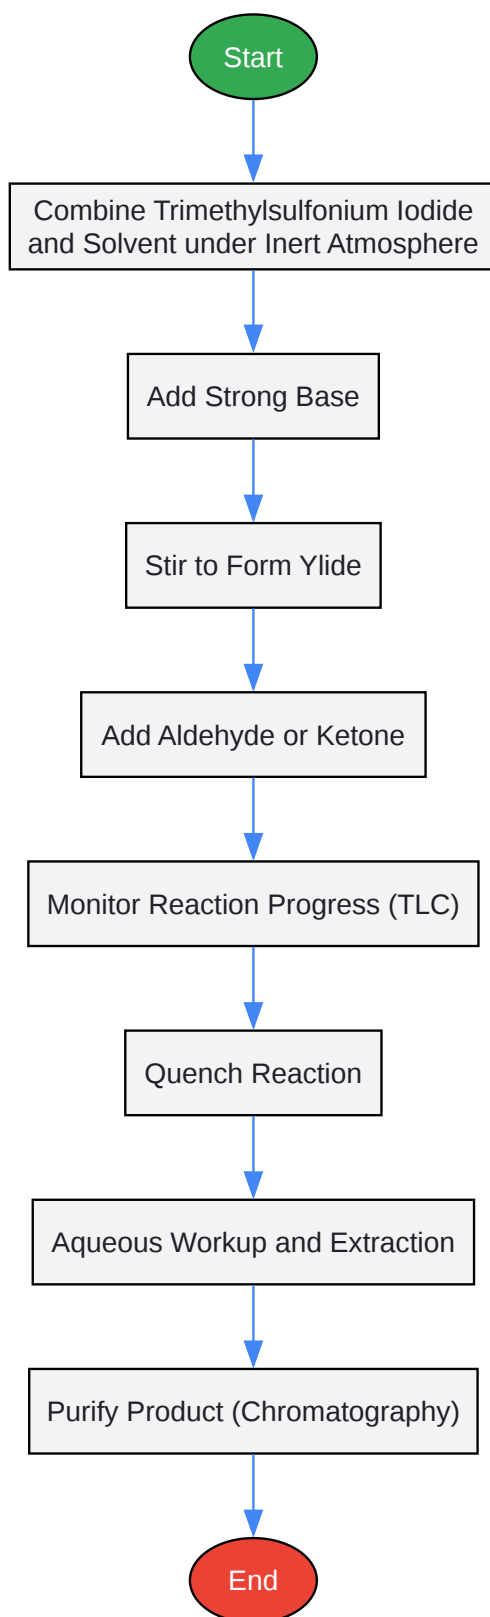 Start
Combine Trimethylsulfonium Iodide
and Solvent under Inert Atmosphere
Add Strong Base
Stir to Form Ylide
Add Aldehyde or Ketone
Monitor Reaction Progress (TLC)
Quench Reaction
Aqueous Workup and Extraction
Purify Product (Chromatography)
End